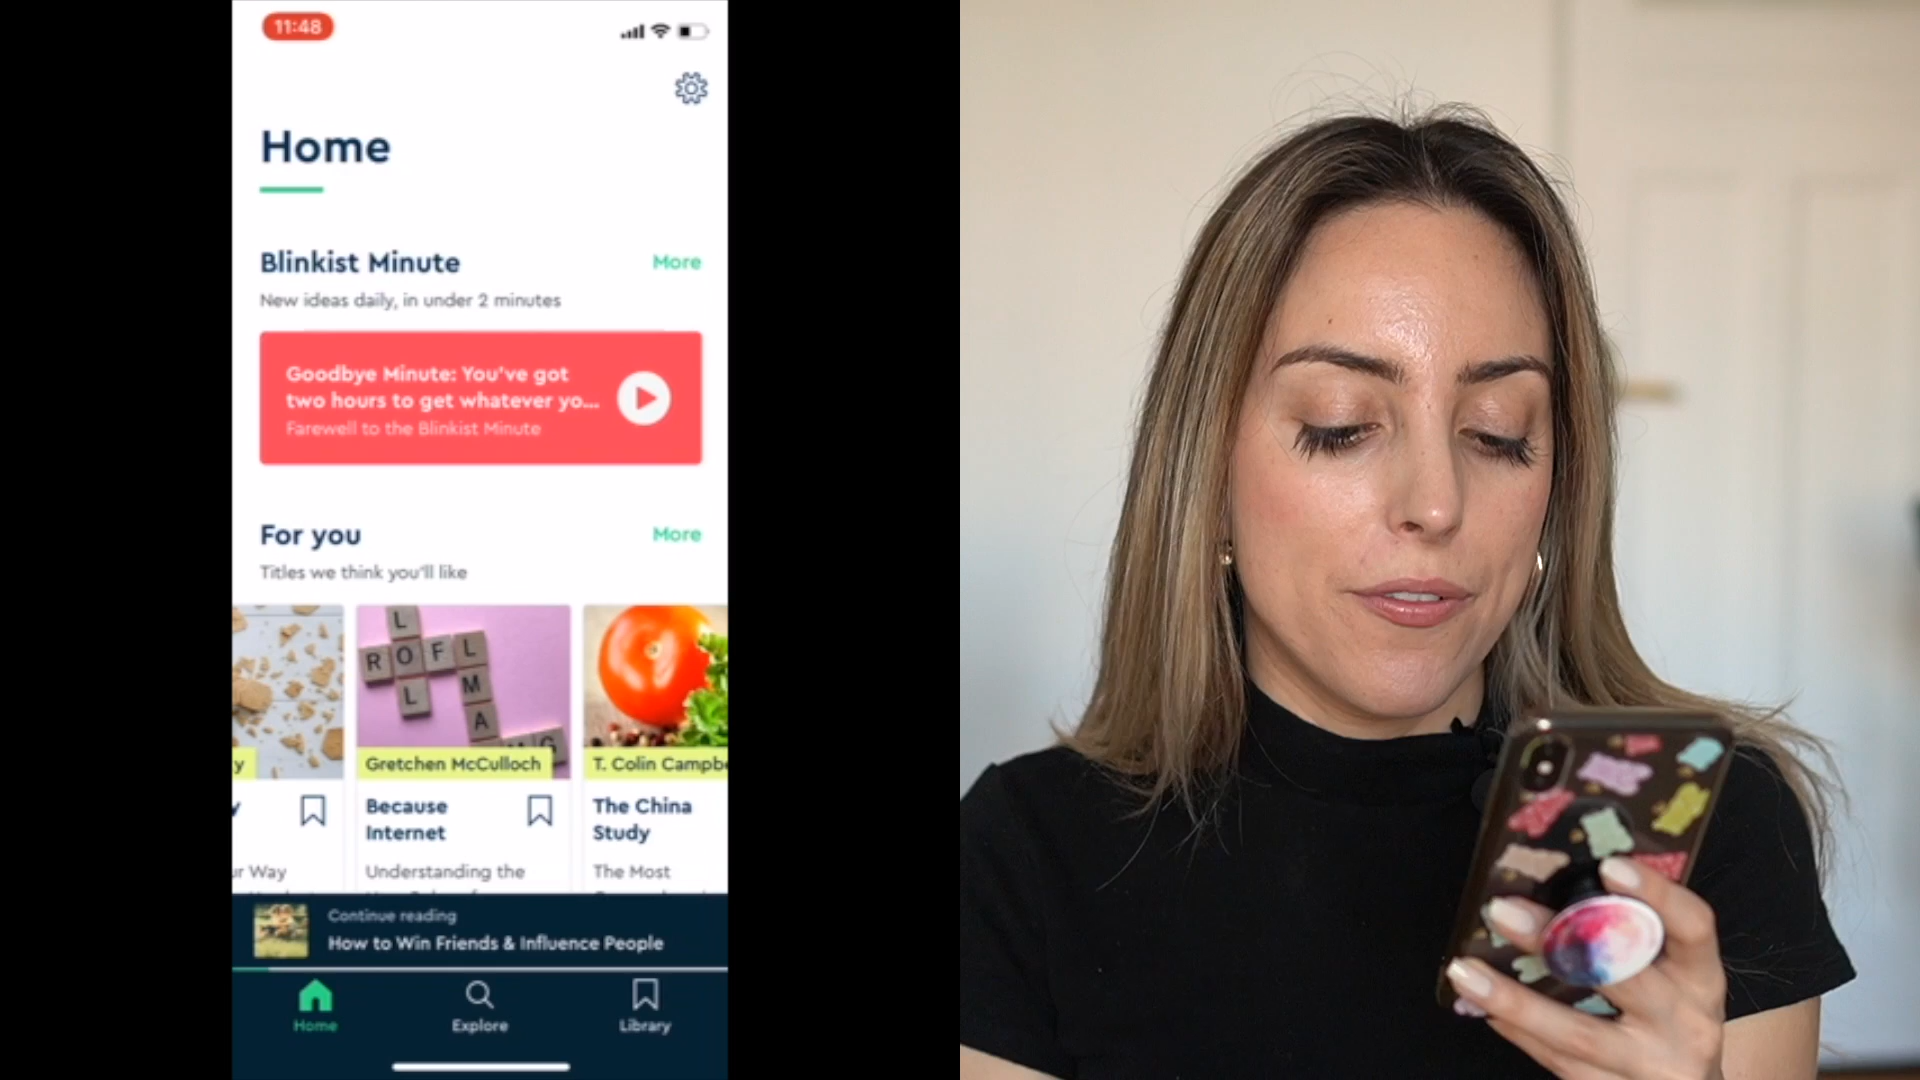 11:48
Home
Blinkist Minute
More
New ideas daily, in under 2 minutes
Goodbye Minute: You've got
two hours to get whatever yo...
Farewell to the Blinkist Minute
For you
More
Titles we think you'll like
L
ROFL
L
M
A
G
y
Gretchen McCulloch
T. Colin Campbe
y
Because
Internet
The China
Study
ur Way
Understanding the
The Most
Continue reading
How to Win Friends & Influence People
Home
Explore
Library